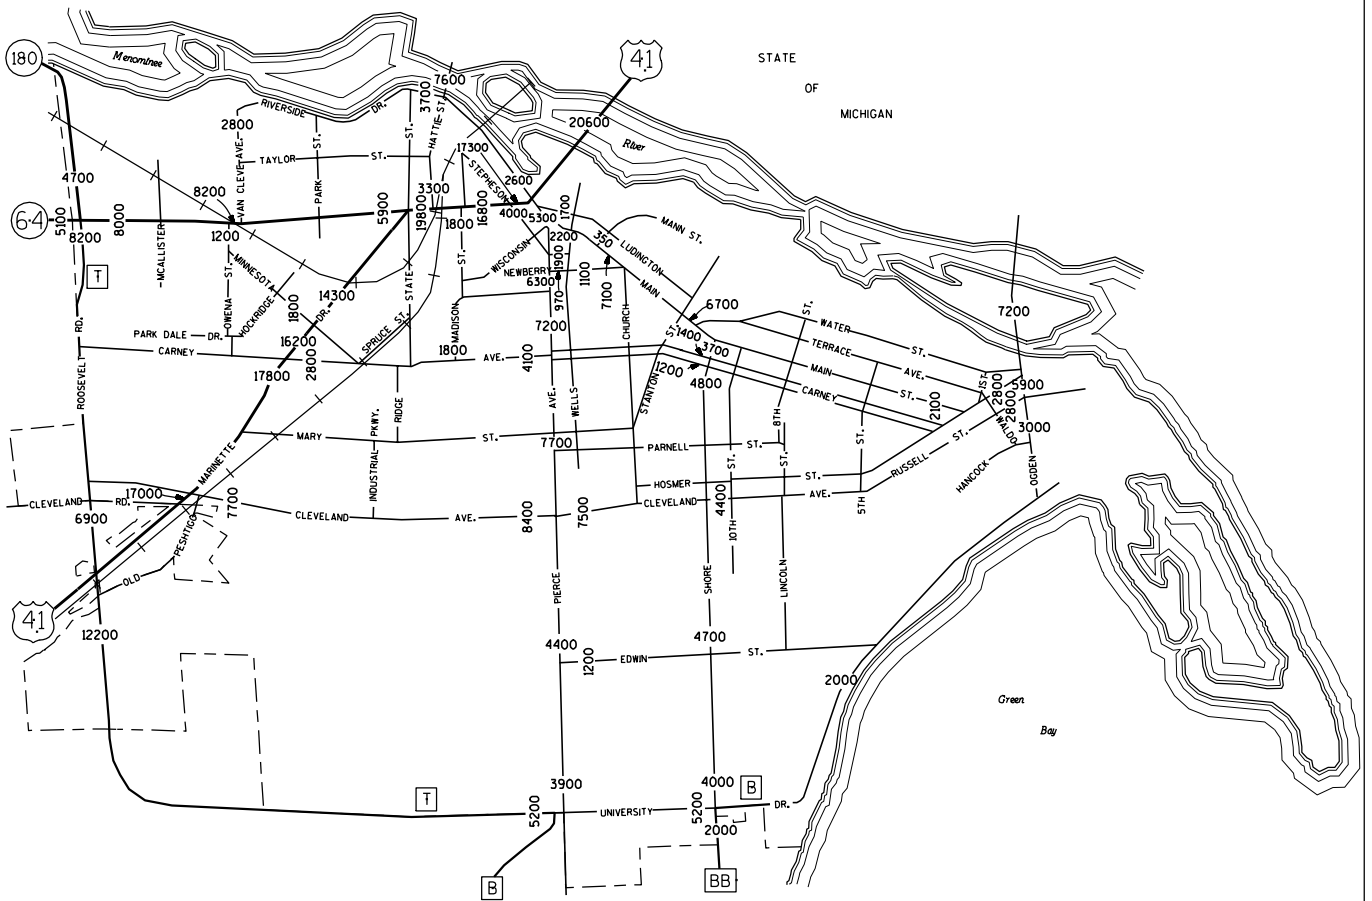 180
Menominee
7600
41
STATE
OF
MICHIGAN
RIVERSIDE
DR.
3700
2800
ST.
ST.
HATTIE ST.
20600
River
VAN CLEVE AVE.
TAYLOR
ST.
17300
4700
PARK
STEPHESON
2600
8200
3300
64
5100
8000
5900
19800
1800
16800
4000
5300
1700
MANN ST.
8200
MCALLISTER
1200
2200
350
LUDINGTON
T
OWENA ST.
MINNESOTA
WISCONSIN
1900
NEWBERRY
1100
6300
7100
MAIN
HOCKRIDGE
1800
14300
STATE
ST.
970
6700
7200
RD.
DR.
SPRUCE ST.
MADISON
7200
CHURCH
ST.
ST.
WATER
ST.
PARK DALE DR.
16200
1400
3700
TERRACE
AVE.
CARNEY
2800
1800
AVE.
4100
1200
4800
MAIN
ST.
1ST.
5900
ROOSEVELT
17800
RIDGE
AVE.
WELLS
STANTON
CARNEY
2100
2800
2800
MARY
PKWY.
ST.
7700
PARNELL
ST.
8TH
ST.
RUSSELL
ST.
WALDO
3000
MARINETTE
INDUSTRIAL
ST.
ST.
HANCOCK
OGDEN
17000
HOSMER
ST.
CLEVELAND
RD.
7700
CLEVELAND
AVE.
5TH
6900
CLEVELAND
AVE.
8400
7500
4400
10TH
PESHTIGO
OLD
PIERCE
SHORE
LINCOLN
41
12200
4400
4700
1200
EDWIN
ST.
2000
Green
Bay
3900
4000
B
T
5200
UNIVERSITY
5200
DR.
2000
B
BB